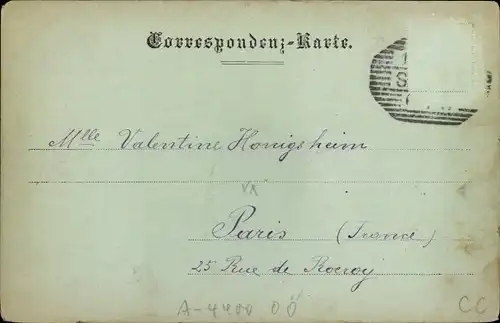 Correspondenz-Karte.
Mlle Valentine Honigsheim
Paris (France)
25 Rue de Rocroy
A-4400 OÖ
CC